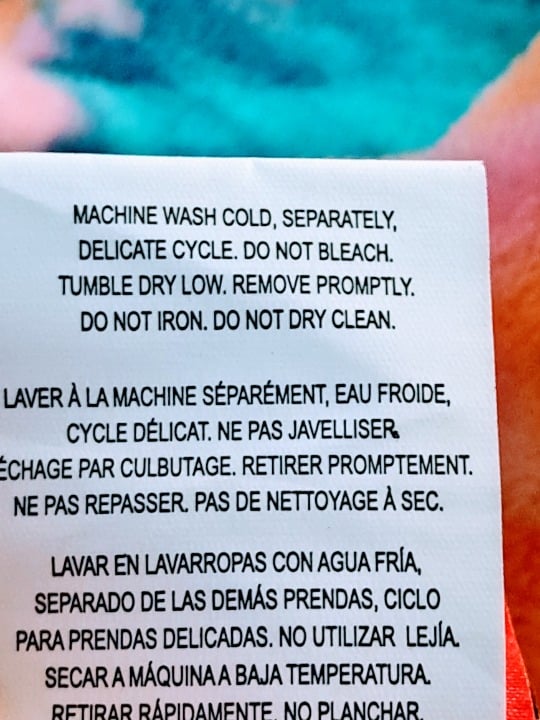 MACHINE WASH COLD, SEPARATELY,
DELICATE CYCLE. DO NOT BLEACH.
TUMBLE DRY LOW. REMOVE PROMPTLY.
DO NOT IRON. DO NOT DRY CLEAN.
LAVER À LA MACHINE SÉPARÉMENT, EAU FROIDE,
CYCLE DÉLICAT. NE PAS JAVELLISER.
ÉCHAGE PAR CULBUTAGE. RETIRER PROMPTEMENT.
NE PAS REPASSER. PAS DE NETTOYAGE À SEC.
LAVAR EN LAVARROPAS CON AGUA FRÍA,
SEPARADO DE LAS DEMÁS PRENDAS, CICLO
PARA PRENDAS DELICADAS. NO UTILIZAR LEJÍA.
SECAR A MÁQUINA A BAJA TEMPERATURA.
RETIRAR RÁPIDAMENTE. NO PLANCHAR.